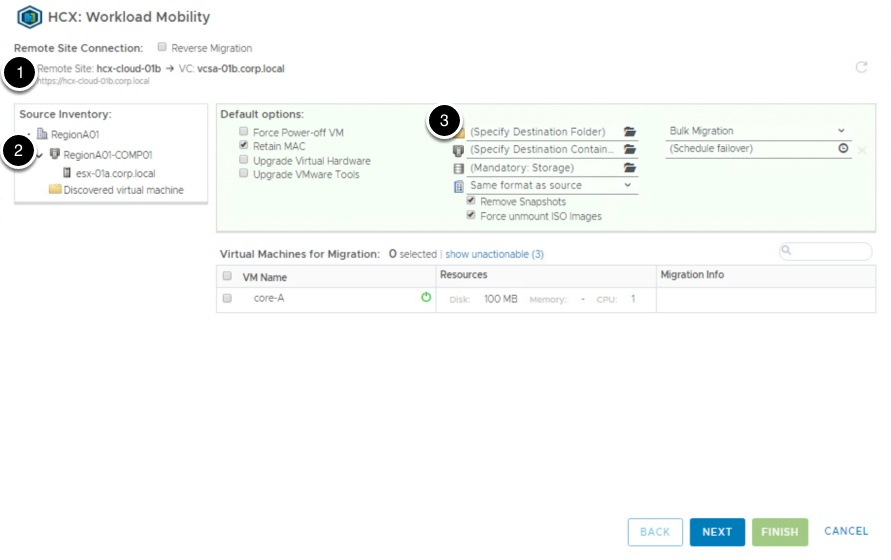 HCX: Workload Mobility
Remote Site Connection: Reverse Migration
1
Remote Site: hcx-cloud-01b → VC: vcsa-01b.corp.local
https://hcx-cloud-01b.corp.local
Source Inventory:
RegionA01
2
RegionA01-COMP01
esx-01a.corp.local
Discovered virtual machine
Default options:
Force Power-off VM
Retain MAC
Upgrade Virtual Hardware
Upgrade VMware Tools
3
(Specify Destination Folder)
(Specify Destination Contain...
(Mandatory: Storage)
Same format as source
Remove Snapshots
Force unmount ISO Images
Bulk Migration
(Schedule failover)
Virtual Machines for Migration: 0 selected | show unactionable (3)
VM Name Resources Migration Info
core-A Disk: 100 MB Memory: - CPU: 1
BACK NEXT FINISH CANCEL